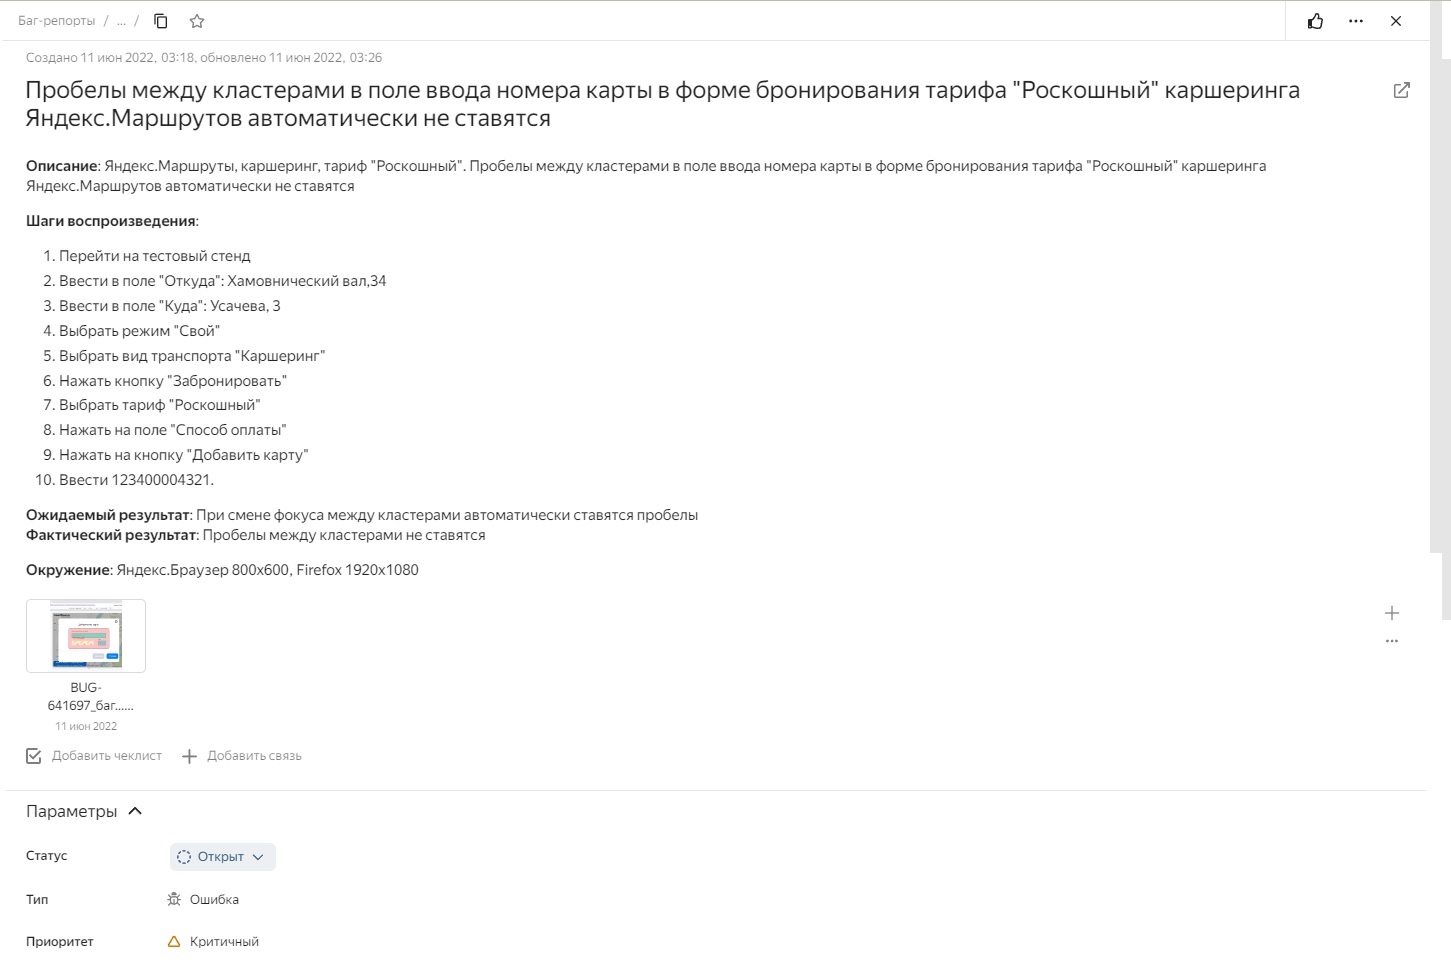 Баг-репорты / ... /
Создано 11 июн 2022, 03:18, обновлено 11 июн 2022, 03:26
Пробелы между кластерами в поле ввода номера карты в форме бронирования тарифа "Роскошный" каршеринга
Яндекс.Маршрутов автоматически не ставятся
Описание: Яндекс.Маршруты, каршеринг, тариф "Роскошный". Пробелы между кластерами в поле ввода номера карты в форме бронирования тарифа "Роскошный" каршеринга
Яндекс.Маршрутов автоматически не ставятся
Шаги воспроизведения:
1. Перейти на тестовый стенд
2. Ввести в поле "Откуда": Хамовнический вал,34
3. Ввести в поле "Куда": Усачева, 3
4. Выбрать режим "Свой"
5. Выбрать вид транспорта "Каршеринг"
6. Нажать кнопку "Забронировать"
7. Выбрать тариф "Роскошный"
8. Нажать на поле "Способ оплаты"
9. Нажать на кнопку "Добавить карту"
10. Ввести 123400004321.
Ожидаемый результат: При смене фокуса между кластерами автоматически ставятся пробелы
Фактический результат: Пробелы между кластерами не ставятся
Окружение: Яндекс.Браузер 800х600, Firefox 1920x1080
BUG-
641697_баг......
11 июн 2022
Добавить чеклист Добавить связь
Параметры
Статус Открыт
Тип Ошибка
Приоритет Критичный